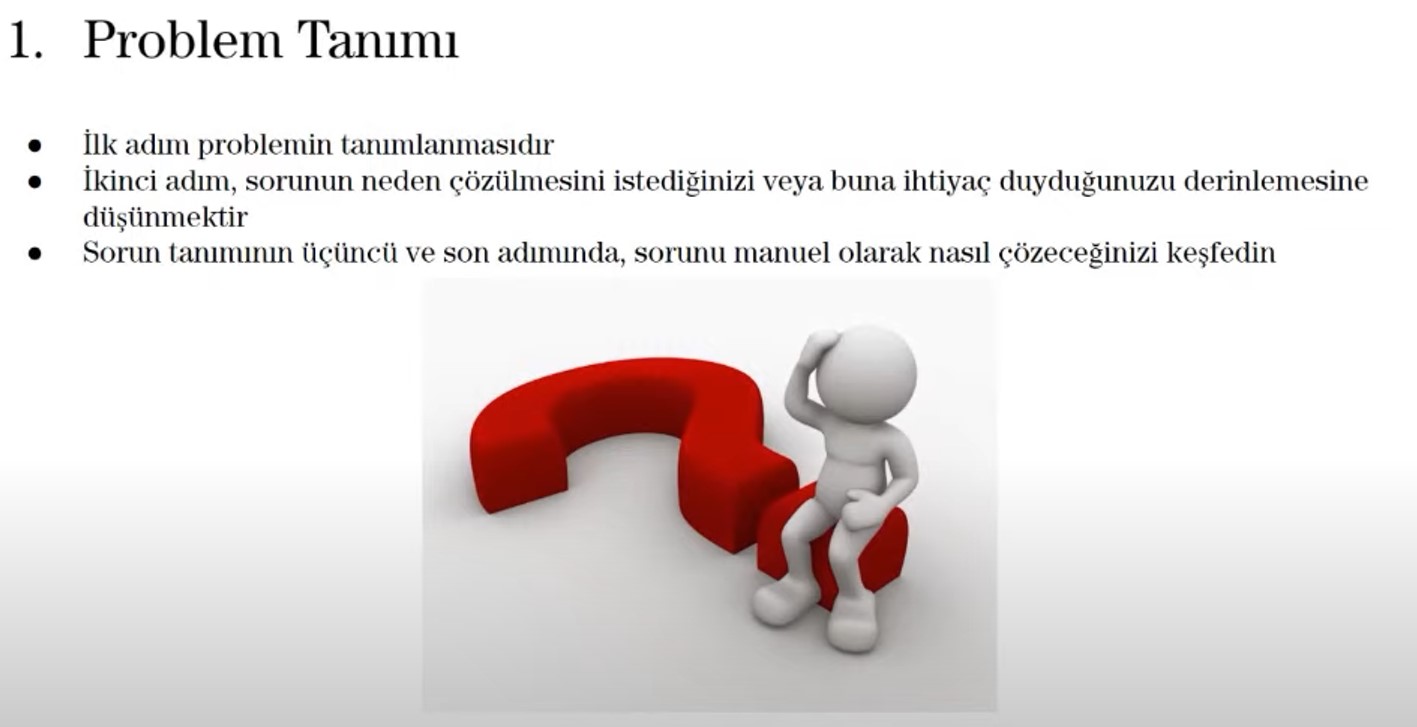 1. Problem Tanımı
● İlk adım problemin tanımlanmasıdır
● İkinci adım, sorunun neden çözülmesini istediğinizi veya buna ihtiyaç duyduğunuzu derinlemesine
düşünmektir
● Sorun tanımının üçüncü ve son adımında, sorunu manuel olarak nasıl çözeceğinizi keşfedin